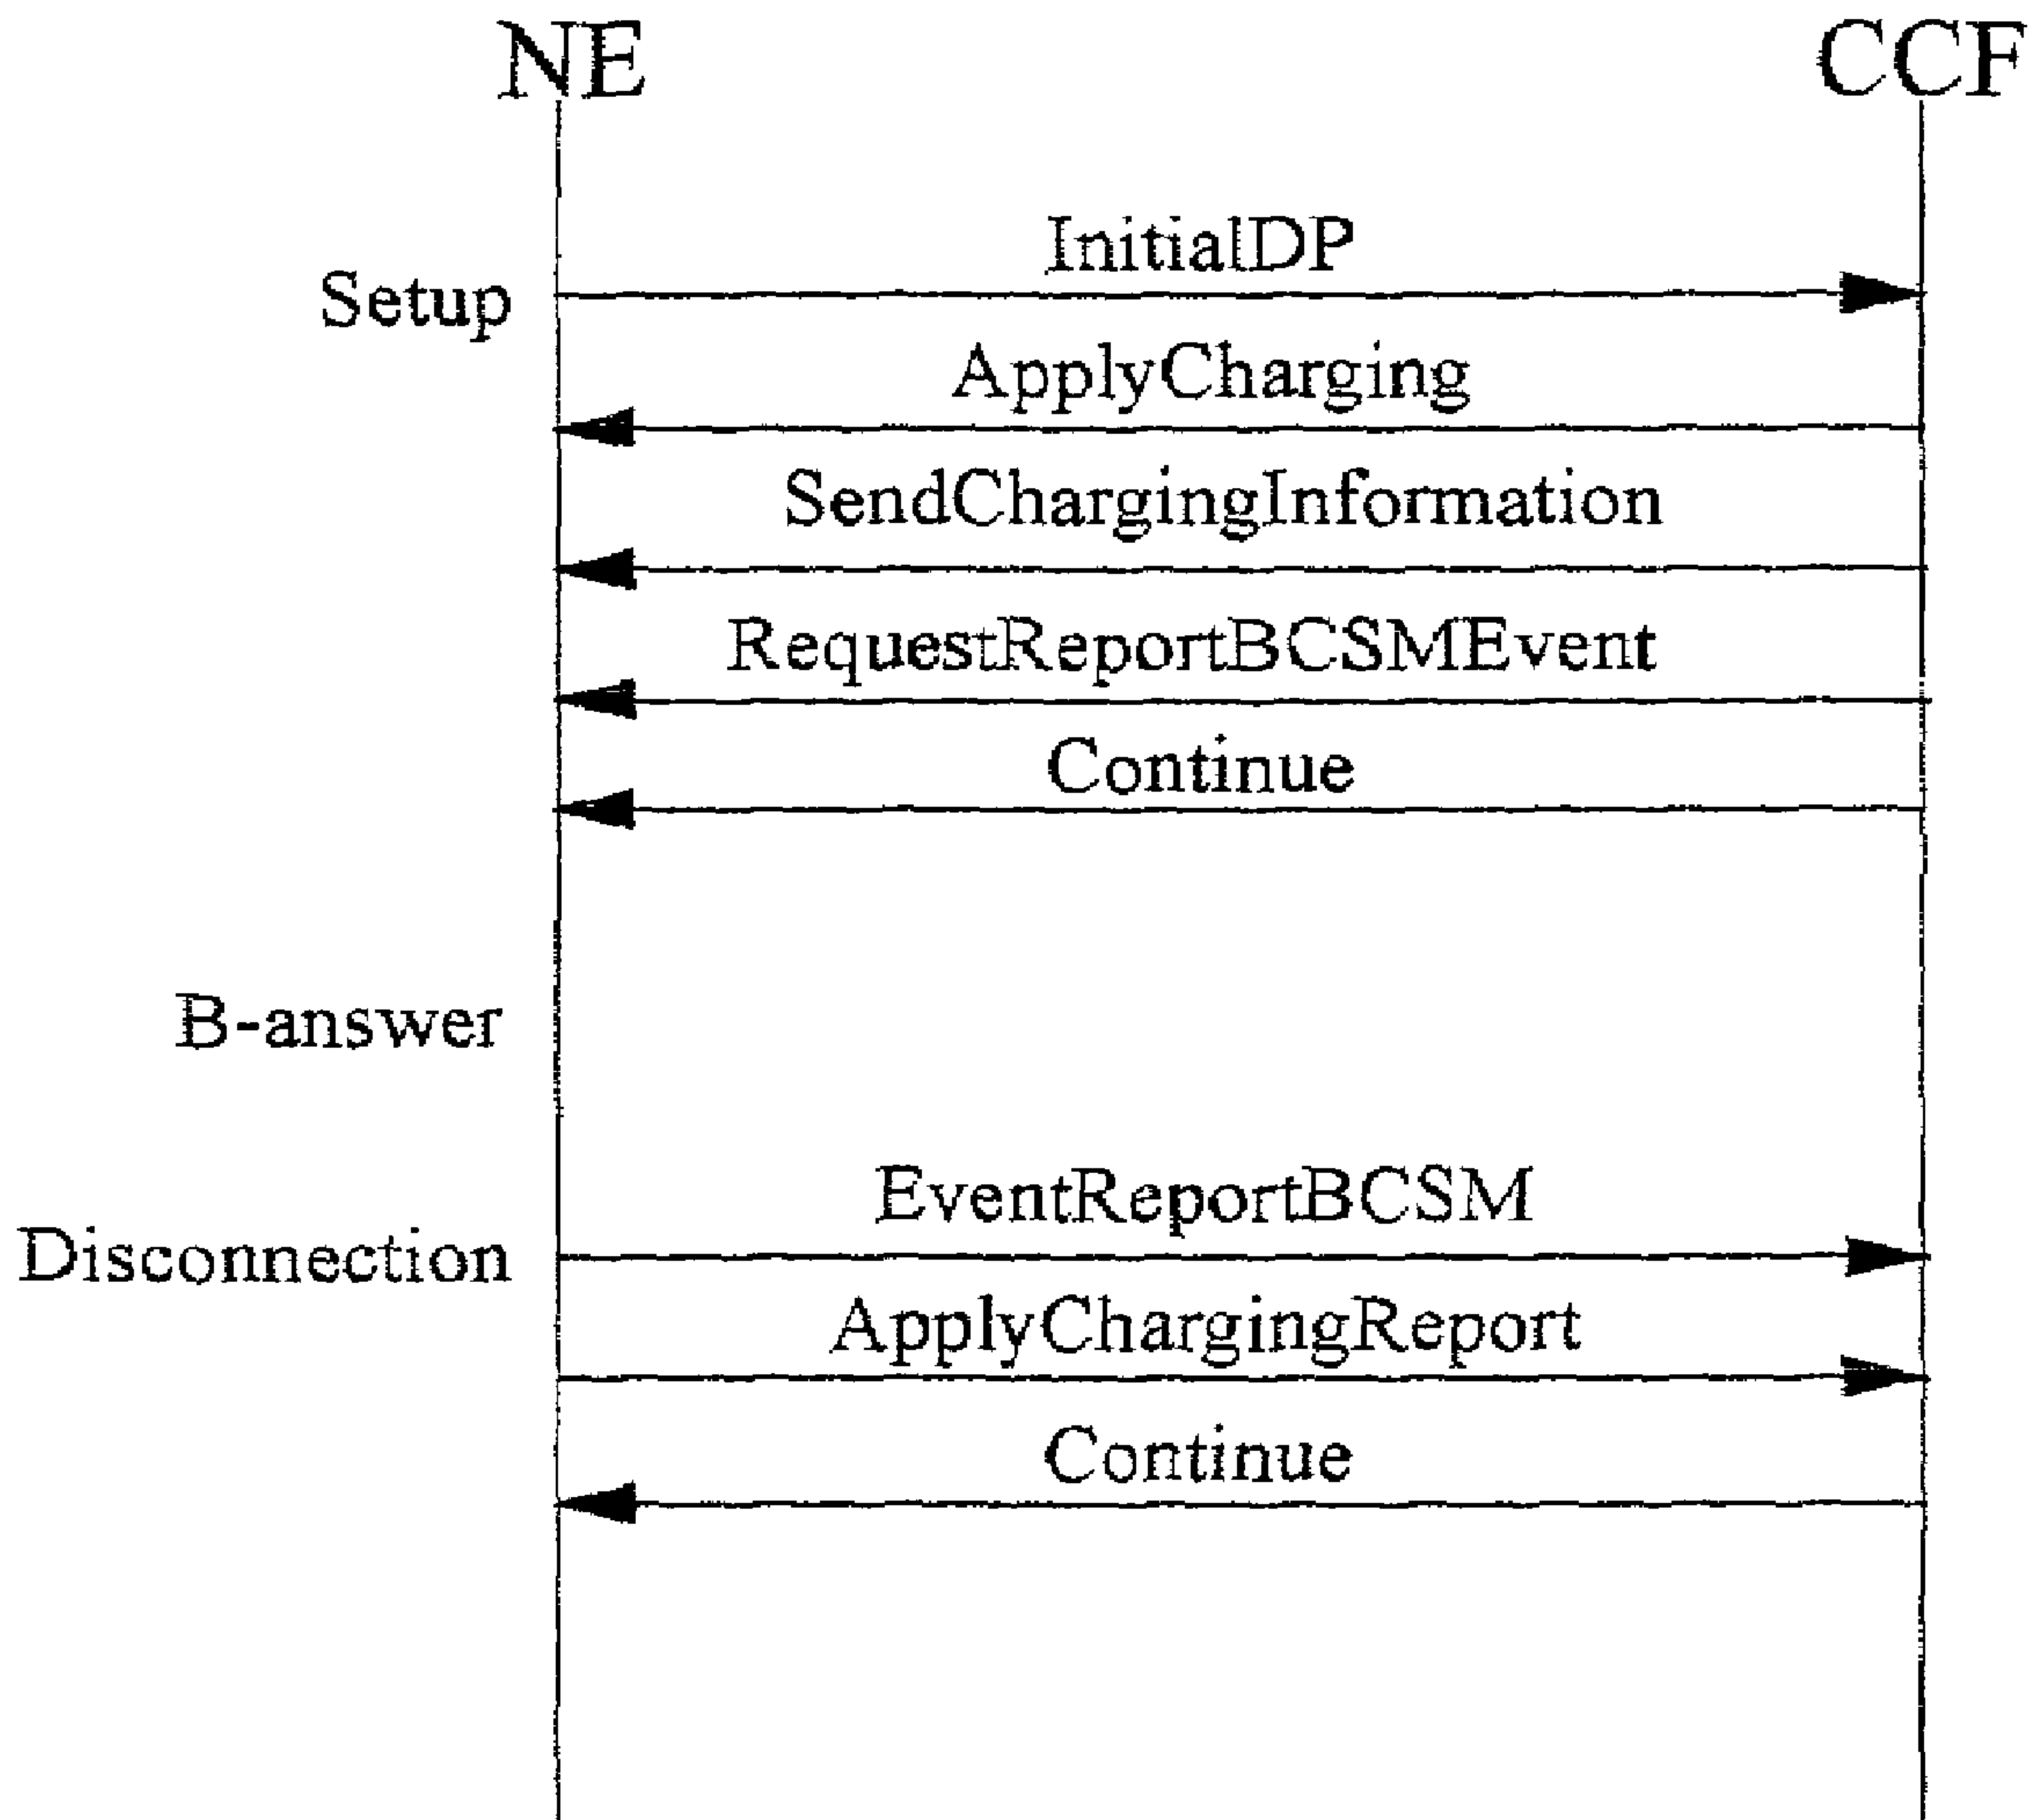 NE CCF
InitialDP
Setup
ApplyCharging
SendChargingInformation
RequestReportBCSMEvent
Continue
B-answer
EventReportBCSM
Disconnection
ApplyChargingReport
Continue